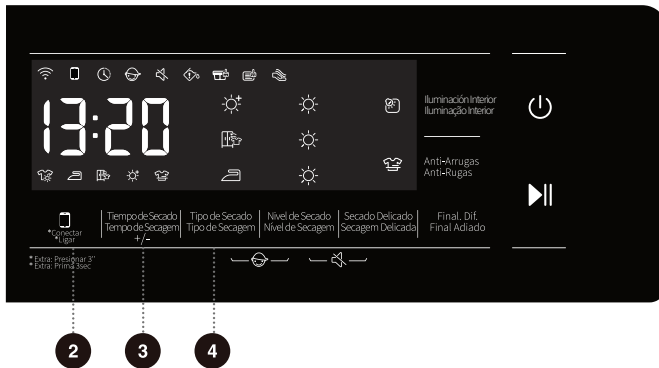 13:20
Iluminación Interior
Iluminação Interior
Anti-Arrugas
Anti-Rugas
*Conectar
*Ligar
Tiempo de Secado
Tempo de Secagem
+/-
Tipo de Secado
Tipo de Secagem
Nivel de Secado
Nível de Secagem
Secado Delicado
Secagem Delicada
Final. Dif.
Final Adiado
* Extra: Presionar 3"
* Extra: Prima 3sec
2 3 4